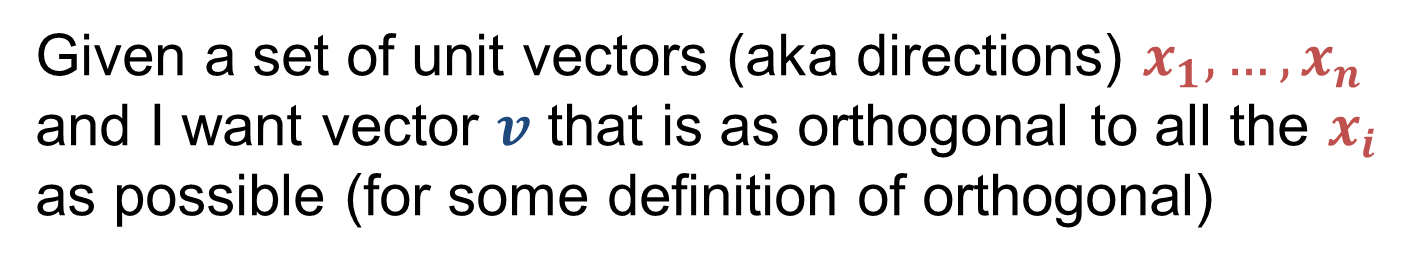 Given a set of unit vectors (aka directions) x₁, … , xₙ
and I want vector v that is as orthogonal to all the xᵢ
as possible (for some definition of orthogonal)